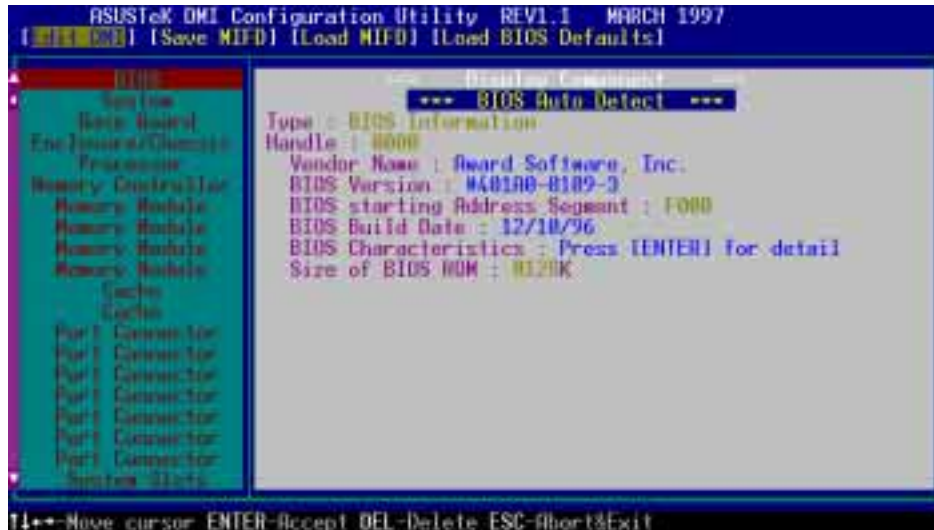 ASUSTeK DMI Configuration Utility REV1.1 MARCH 1997
[Edit DMI] [Save MIFD] [Load MIFD] [Load BIOS Defaults]
BIOS
System
Base Board
Enclosure/Chassis
Processor
Memory Controller
Memory Module
Memory Module
Memory Module
Memory Module
Cache
Cache
Port Connector
Port Connector
Port Connector
Port Connector
Port Connector
Port Connector
Port Connector
System Slots
*** Display Component ***
*** BIOS Auto Detect ***
Type : BIOS information
Handle : 0000
Vendor Name : Award Software, Inc.
BIOS Version : #401A0-0109-3
BIOS starting Address Segment : F000
BIOS Build Date : 12/10/96
BIOS Characteristics : Press [ENTER] for detail
Size of BIOS ROM : 0128K
↑↓←→-Move cursor ENTER-Accept DEL-Delete ESC-Abort&Exit